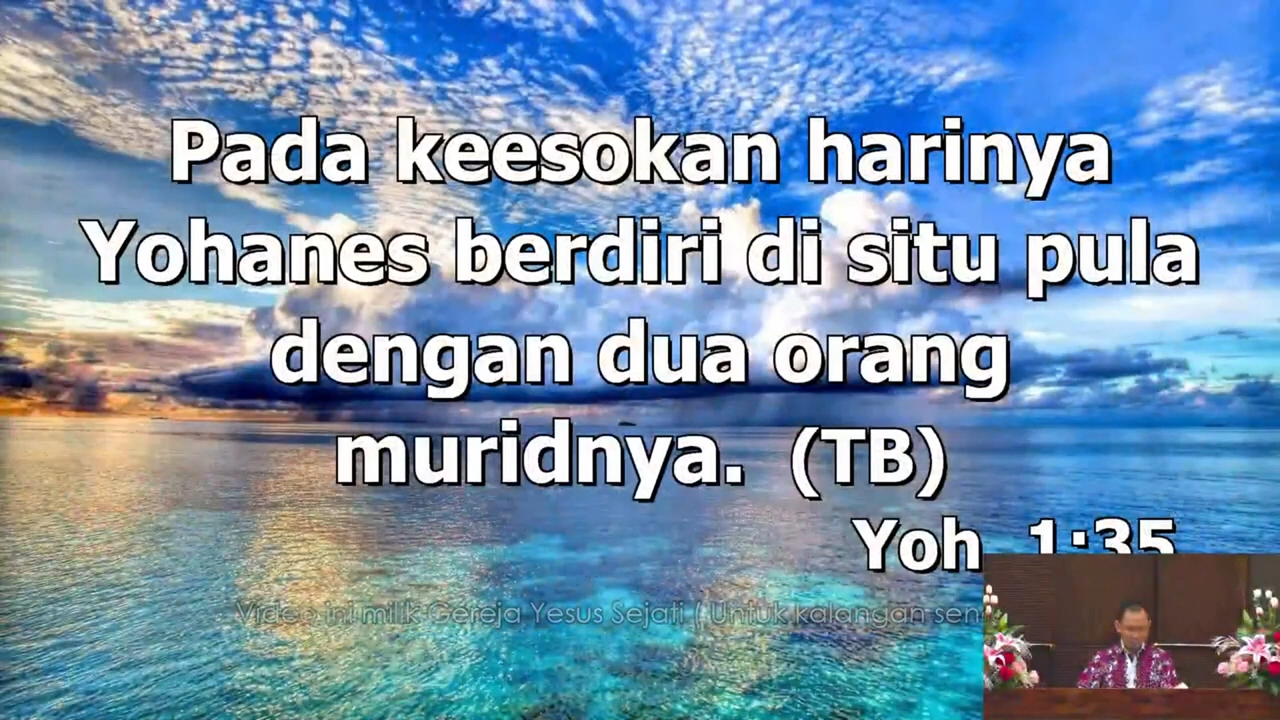 Pada keesokan harinya
Yohanes berdiri di situ pula
dengan dua orang
muridnya. (TB)
Yoh 1:35
Video ini milik Gereja Yesus Sejati ( Untuk kalangan